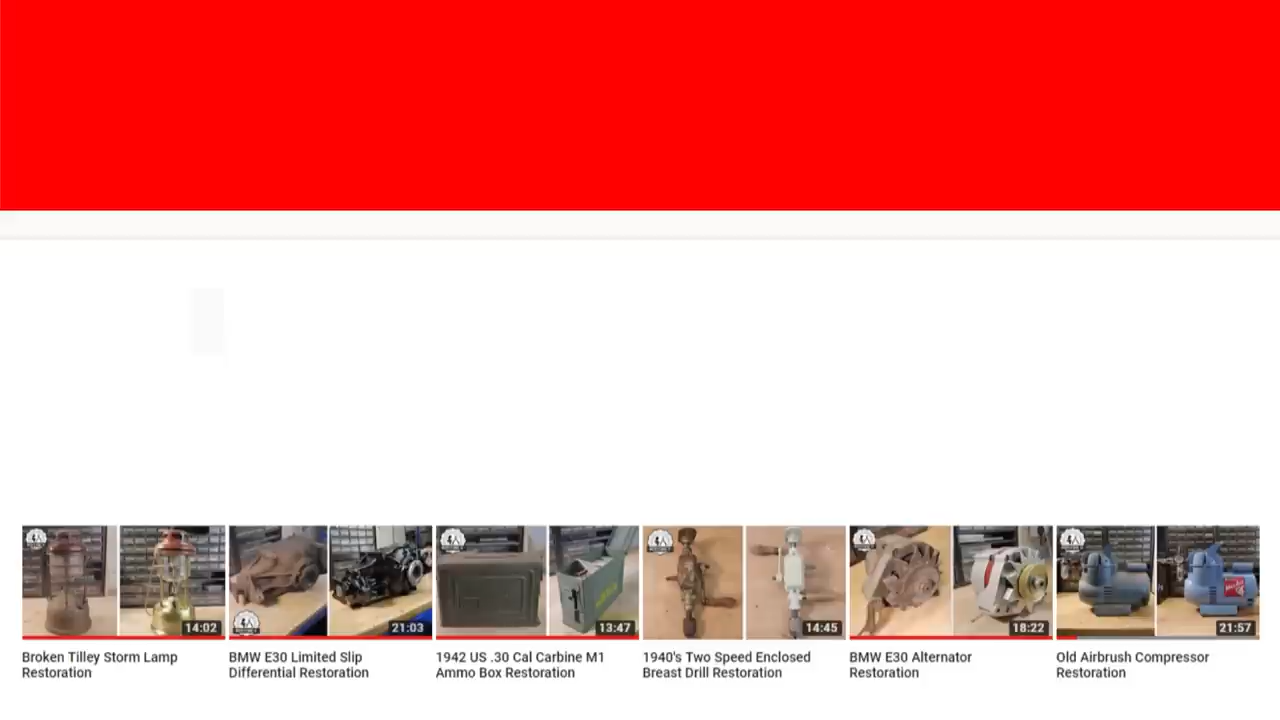 14:02
21:03
13:47
14:45
18:22
21:57
Broken Tilley Storm Lamp
Restoration
BMW E30 Limited Slip
Differential Restoration
1942 US .30 Cal Carbine M1
Ammo Box Restoration
1940's Two Speed Enclosed
Breast Drill Restoration
BMW E30 Alternator
Restoration
Old Airbrush Compressor
Restoration